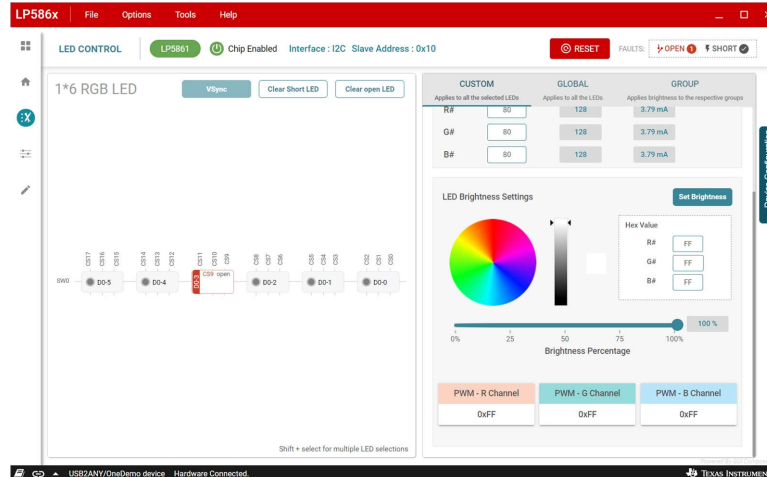 LP586x File Options Tools Help
LED CONTROL LP5861 Chip Enabled Interface : I2C Slave Address : 0x10 RESET FAULTS: OPEN 1 SHORT
1*6 RGB LED VSync Clear Short LED Clear open LED
CUSTOM GLOBAL GROUP
Applies to all the selected LEDs Applies to all the LEDs Applies brightness to the respective groups
R# 80 128 3.79 mA
G# 80 128 3.79 mA
B# 80 128 3.79 mA
LED Brightness Settings Set Brightness
Hex Value
R# FF
G# FF
B# FF
CS17 CS16 CS15 CS14 CS13 CS12 CS11 CS10 CS9 CS8 CS7 CS6 CS5 CS4 CS3 CS2 CS1 CS0
SW0 D0-5 D0-4 D0-3 CS9 open D0-2 D0-1 D0-0
100 %
0% 25 50 75 100%
Brightness Percentage
PWM - R Channel PWM - G Channel PWM - B Channel
0xFF 0xFF 0xFF
Shift + select for multiple LED selections
USB2ANY/OneDemo device Hardware Connected. TEXAS INSTRUMEN